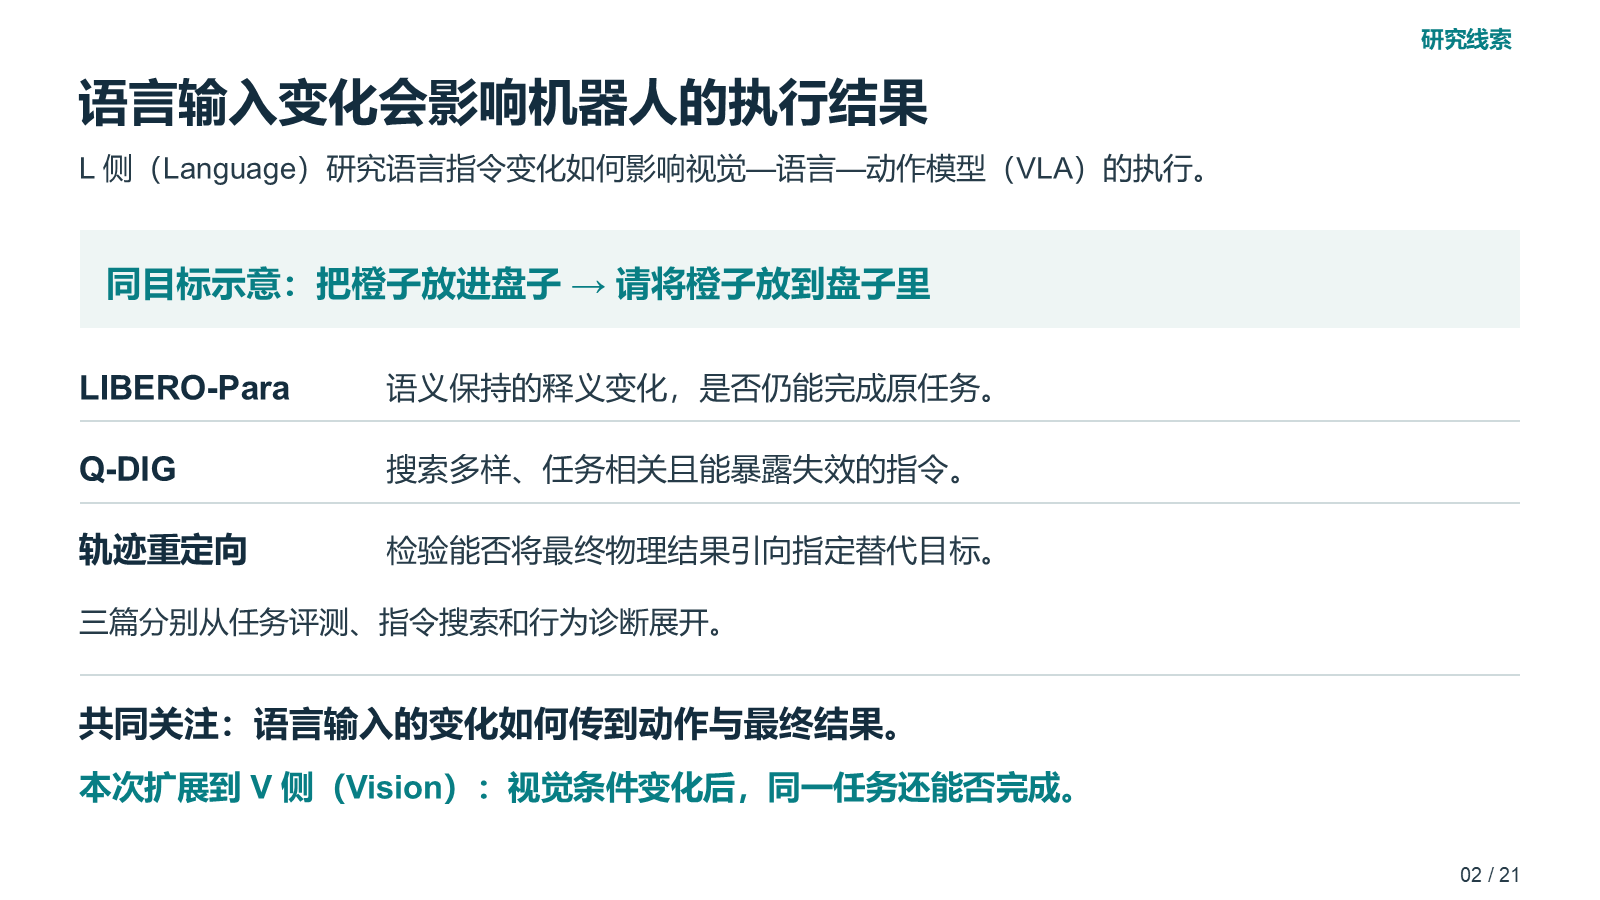 研究线索
语言输入变化会影响机器人的执行结果
L 侧（Language）研究语言指令变化如何影响视觉—语言—动作模型（VLA）的执行。
同目标示意：把橙子放进盘子 → 请将橙子放到盘子里
LIBERO-Para 语义保持的释义变化，是否仍能完成原任务。
Q-DIG 搜索多样、任务相关且能暴露失效的指令。
轨迹重定向 检验能否将最终物理结果引向指定替代目标。
三篇分别从任务评测、指令搜索和行为诊断展开。
共同关注：语言输入的变化如何传到动作与最终结果。
本次扩展到 V 侧（Vision）：视觉条件变化后，同一任务还能否完成。
02 / 21